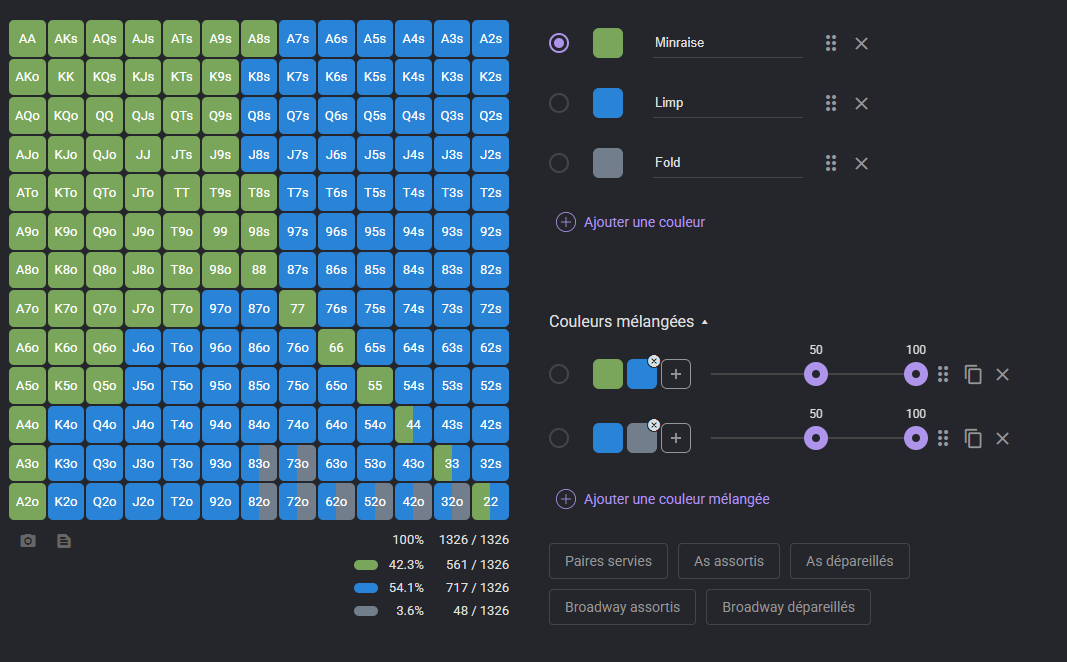 AA AKs AQs AJs ATs A9s A8s A7s A6s A5s A4s A3s A2s
AKo KK KQs KJs KTs K9s K8s K7s K6s K5s K4s K3s K2s
AQo KQo QQ QJs QTs Q9s Q8s Q7s Q6s Q5s Q4s Q3s Q2s
AJo KJo QJo JJ JTs J9s J8s J7s J6s J5s J4s J3s J2s
ATo KTo QTo JTo TT T9s T8s T7s T6s T5s T4s T3s T2s
A9o K9o Q9o J9o T9o 99 98s 97s 96s 95s 94s 93s 92s
A8o K8o Q8o J8o T8o 98o 88 87s 86s 85s 84s 83s 82s
A7o K7o Q7o J7o T7o 97o 87o 77 76s 75s 74s 73s 72s
A6o K6o Q6o J6o T6o 96o 86o 76o 66 65s 64s 63s 62s
A5o K5o Q5o J5o T5o 95o 85o 75o 65o 55 54s 53s 52s
A4o K4o Q4o J4o T4o 94o 84o 74o 64o 54o 44 43s 42s
A3o K3o Q3o J3o T3o 93o 83o 73o 63o 53o 43o 33 32s
A2o K2o Q2o J2o T2o 92o 82o 72o 62o 52o 42o 32o 22
100% 1326 / 1326
42.3% 561 / 1326
54.1% 717 / 1326
3.6% 48 / 1326
Minraise
Limp
Fold
Ajouter une couleur
Couleurs mélangées
50 100
50 100
Ajouter une couleur mélangée
Paires servies As assortis As dépareillés
Broadway assortis Broadway dépareillés